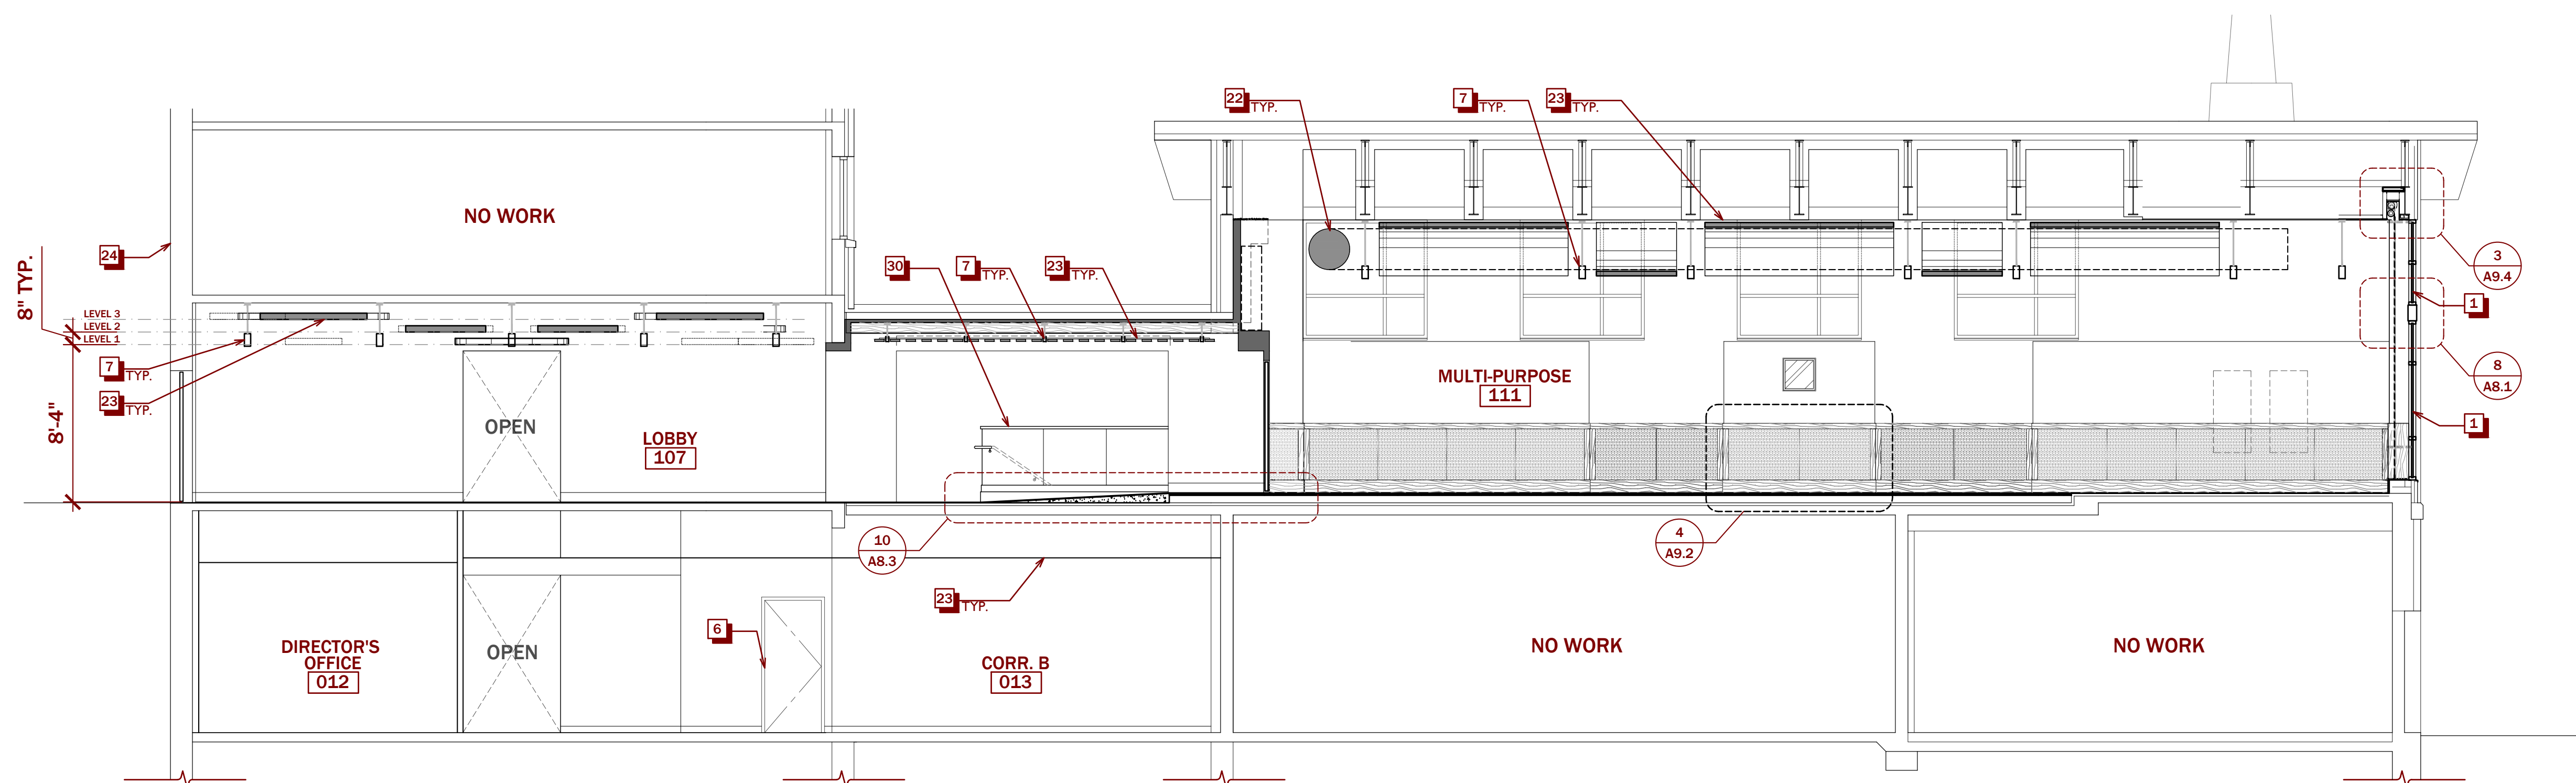 22
TYP.
7
TYP.
23
TYP.
NO WORK
24
8" TYP.
30
7
TYP.
23
TYP.
3
A9.4
LEVEL 3
LEVEL 2
LEVEL 1
1
7
TYP.
23
TYP.
8'-4"
OPEN
LOBBY
107
MULTI-PURPOSE
111
8
A8.1
1
10
A8.3
4
A9.2
23
TYP.
6
DIRECTOR'S
OFFICE
012
OPEN
CORR. B
013
NO WORK
NO WORK